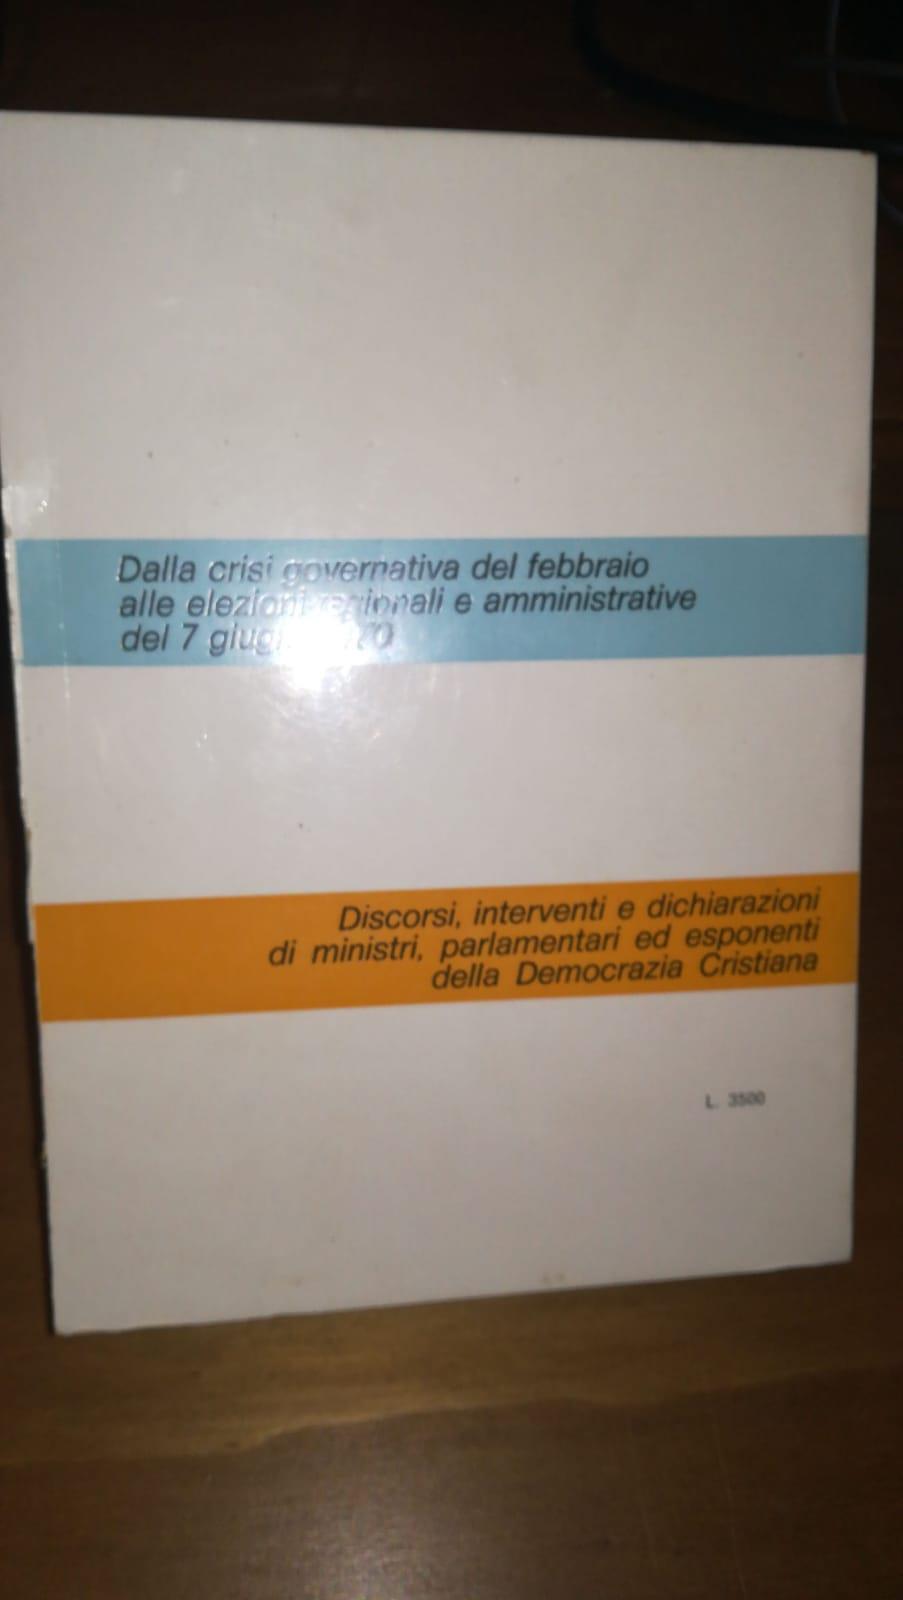 Dalla crisi governativa del febbraio
alle elezioni regionali e amministrative
del 7
Discorsi, interventi e dichiarazioni
di ministri, parlamentari ed esponenti
della Democrazia Cristiana
L. 3500